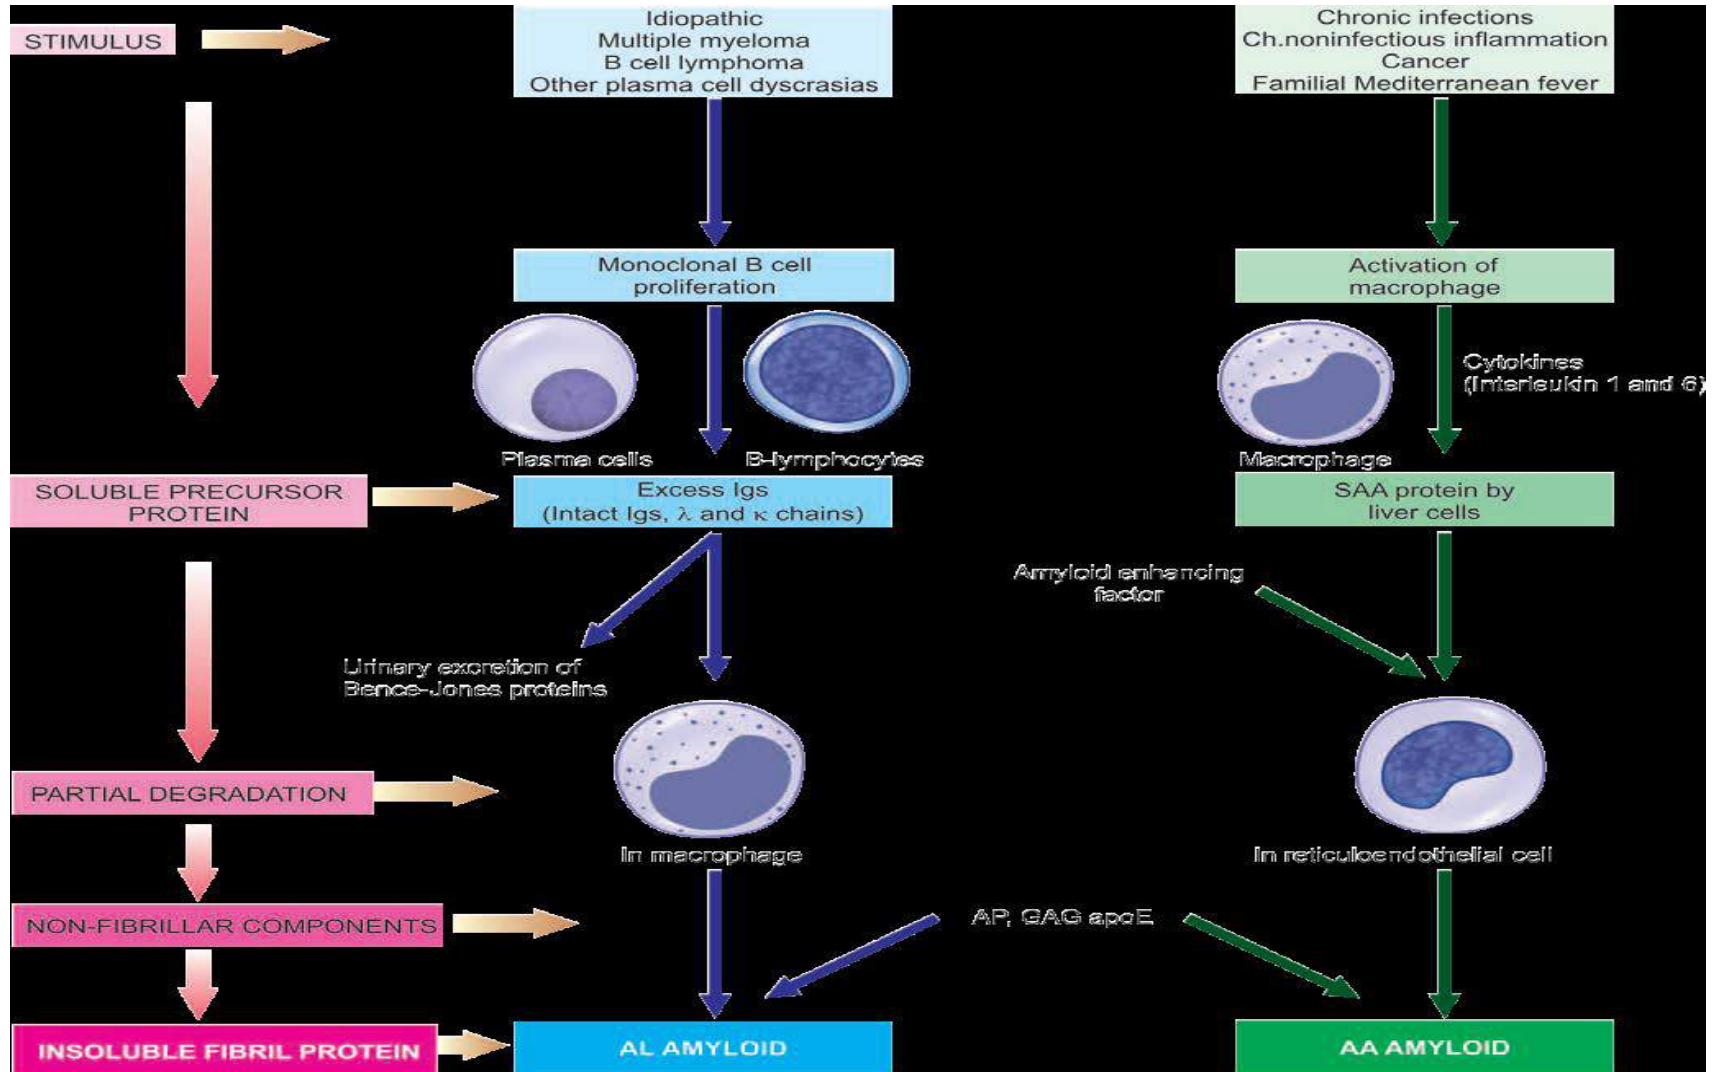 STIMULUS
Idiopathic
Multiple myeloma
B cell lymphoma
Other plasma cell dyscrasias
Chronic infections
Ch.noninfectious inflammation
Cancer
Familial Mediterranean fever
Monoclonal B cell
proliferation
Activation of
macrophage
Cytokines
(Interleukin 1 and 6)
Plasma cells
B-lymphocytes
Macrophage
SOLUBLE PRECURSOR
PROTEIN
Excess Igs
(Intact Igs, λ and κ chains)
SAA protein by
liver cells
Amyloid enhancing
factor
Urinary excretion of
Bence-Jones proteins
PARTIAL DEGRADATION
In macrophage
In reticuloendothelial cell
NON-FIBRILLAR COMPONENTS
AP, GAG apoE
INSOLUBLE FIBRIL PROTEIN
AL AMYLOID
AA AMYLOID